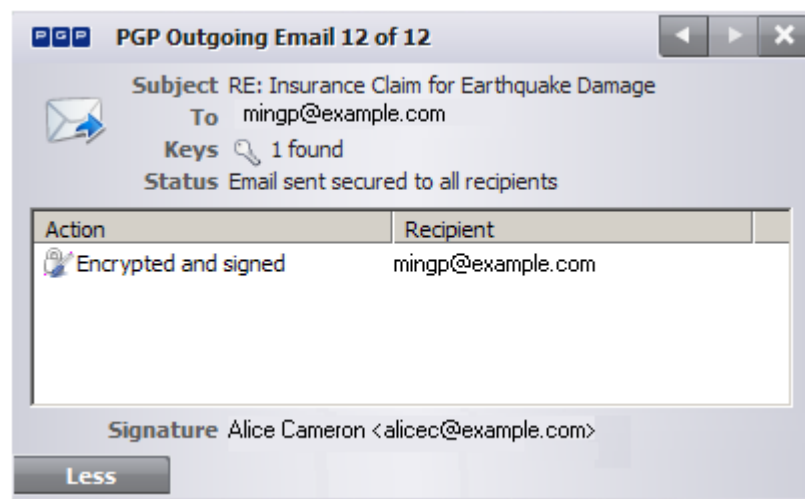 PGP PGP Outgoing Email 12 of 12
Subject RE: Insurance Claim for Earthquake Damage
To mingp@example.com
Keys 1 found
Status Email sent secured to all recipients
Action Recipient
Encrypted and signed mingp@example.com
Signature Alice Cameron <alicec@example.com>
Less